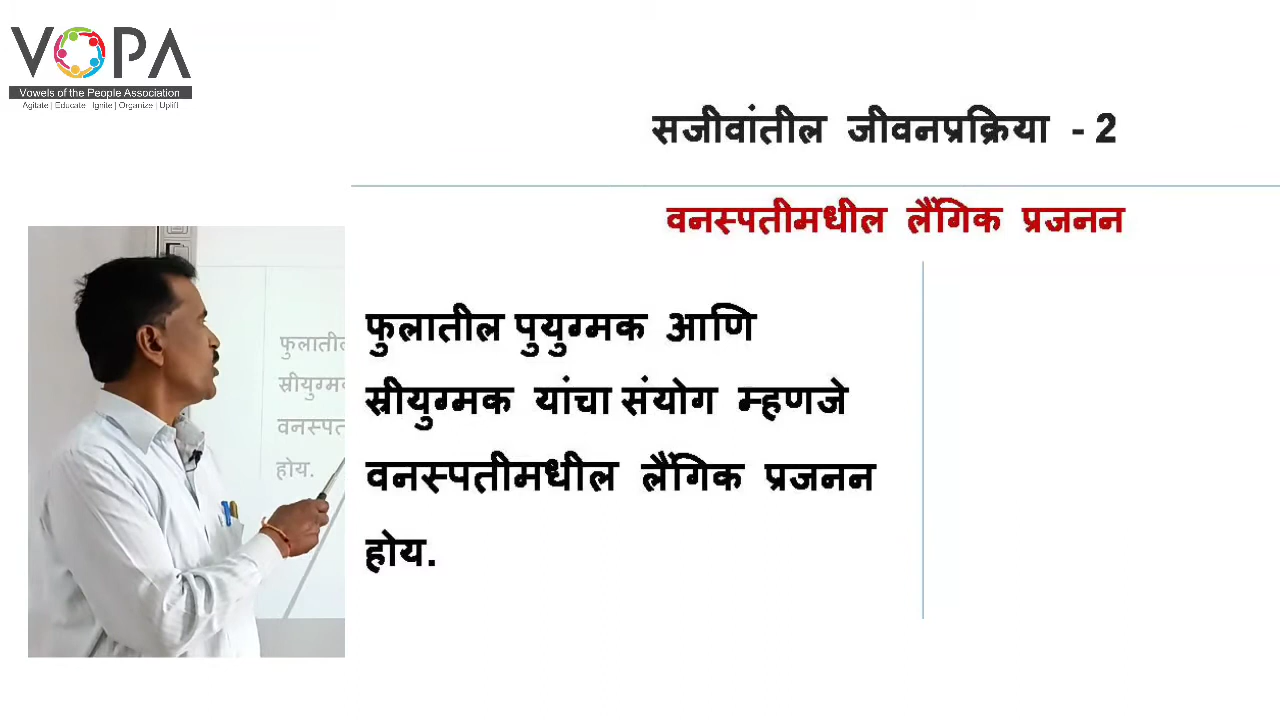 VOPA
Vowels of the People Association
Agitate | Educate | Ignite | Organize | Uplift
सजीवांतील जीवनप्रक्रिया - 2
वनस्पतीमधील लैंगिक प्रजनन
फुलातील पुयुग्मक आणि
स्रीयुग्मक यांचा संयोग म्हणजे
वनस्पतीमधील लैंगिक प्रजनन
होय.
फुलातील
स्रीयुग्मक
होय.